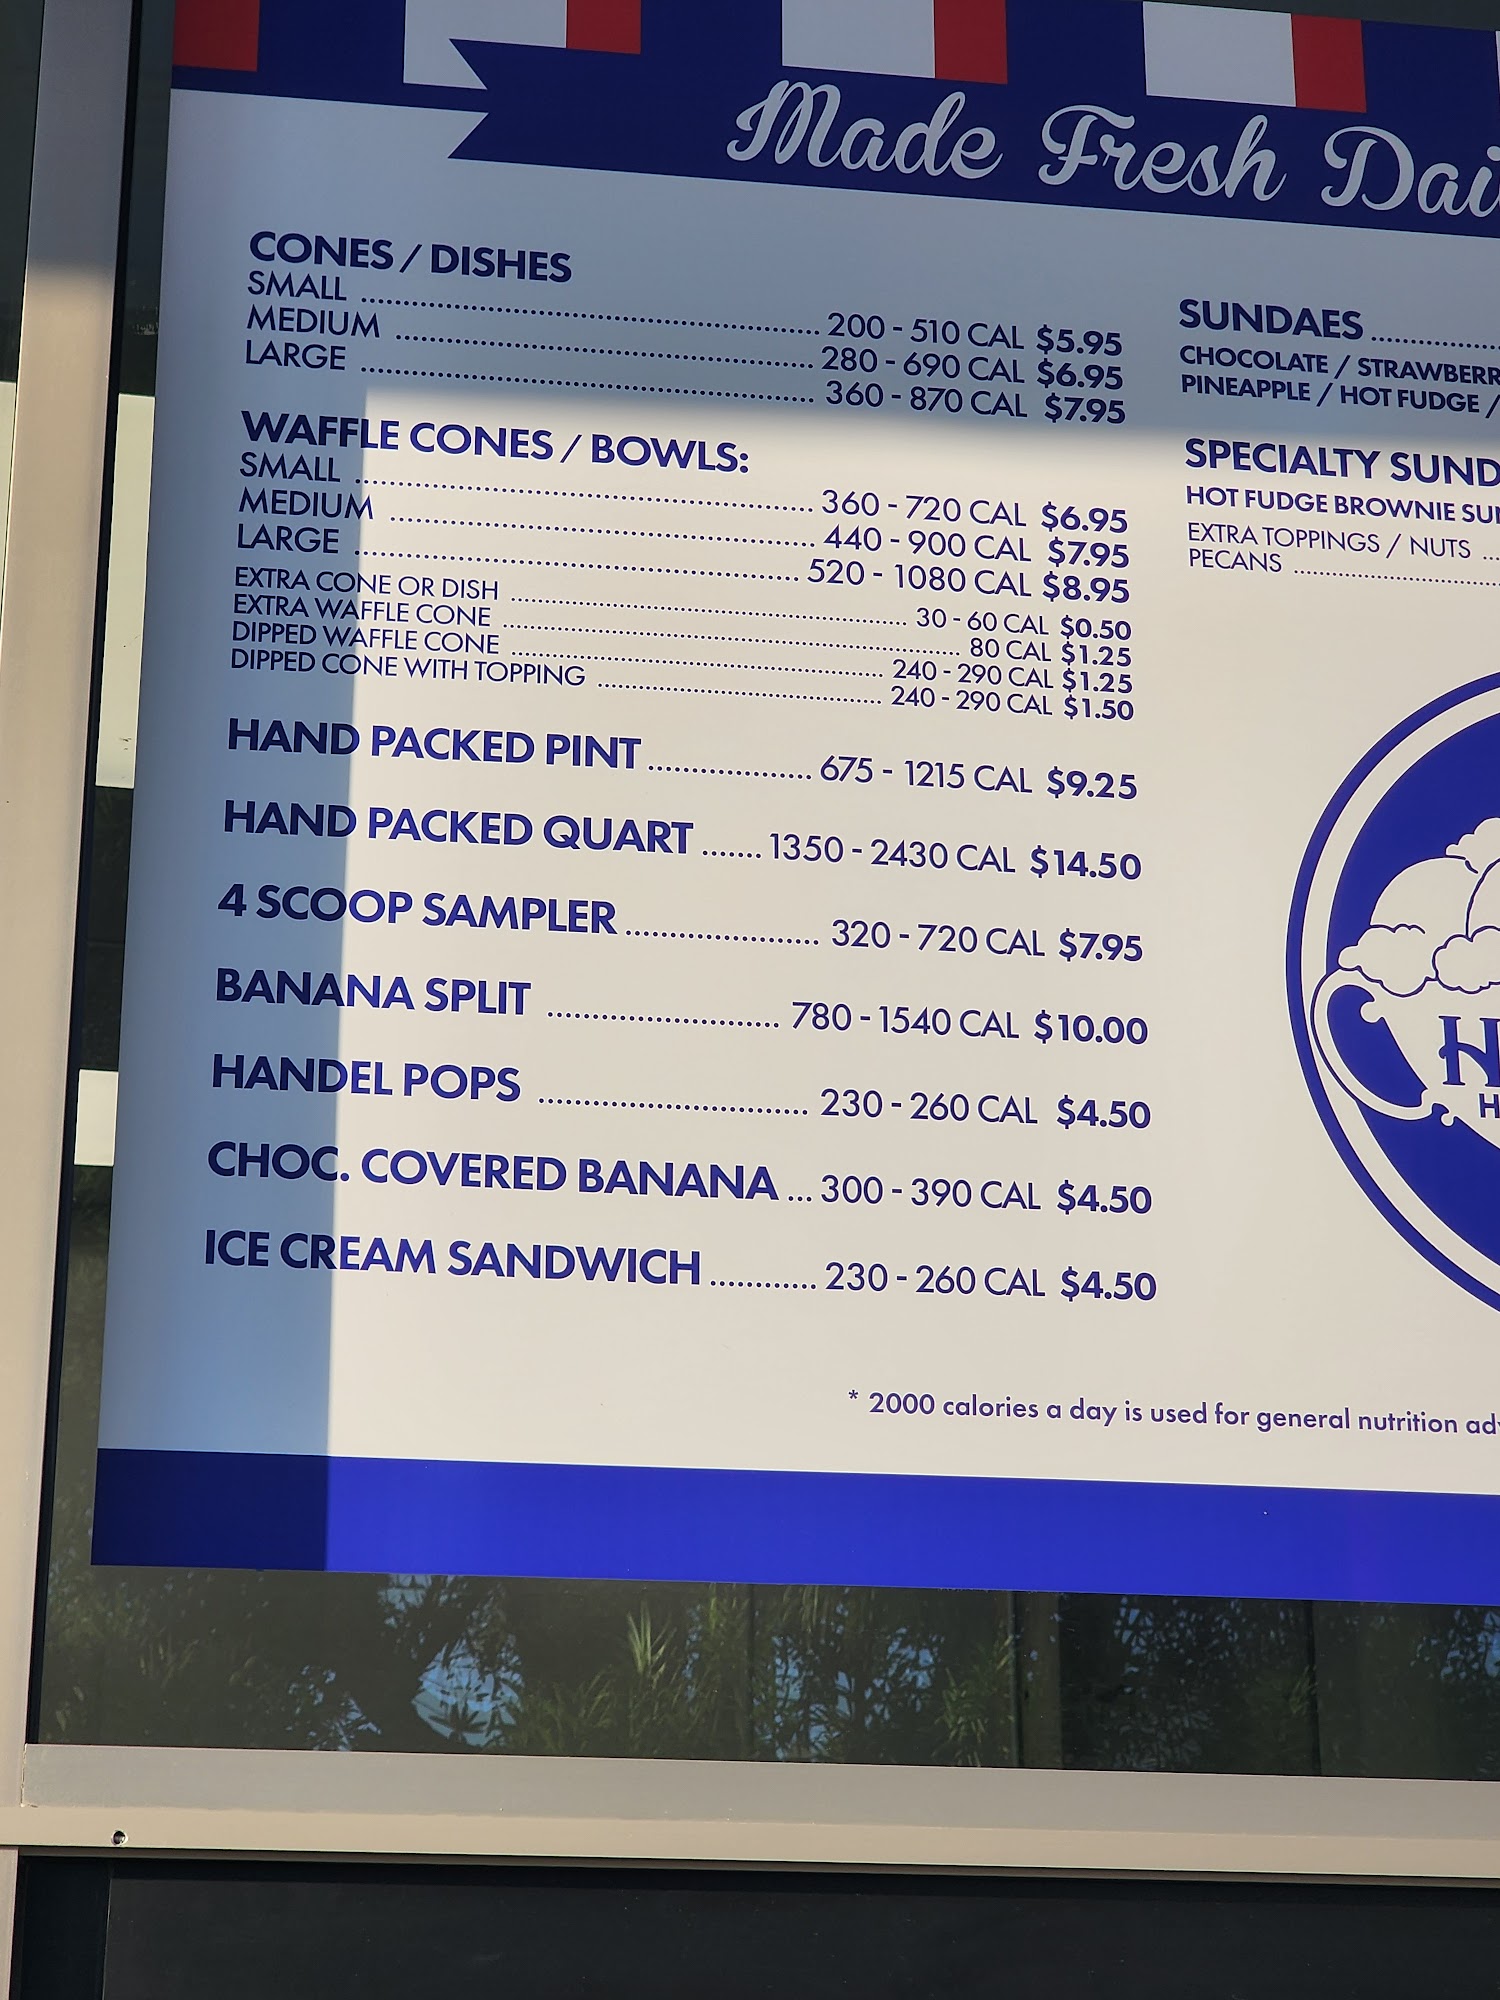 Made Fresh
CONES / DISHES
SMALL ........ 200 - 510 CAL $5.95
MEDIUM ........ 280 - 690 CAL $6.95
LARGE ........ 360 - 870 CAL $7.95
WAFFLE CONES / BOWLS:
SMALL ........ 360 - 720 CAL $6.95
MEDIUM ........ 440 - 900 CAL $7.95
LARGE ........ 520 - 1080 CAL $8.95
EXTRA CONE OR DISH ........ 30 - 60 CAL $0.50
EXTRA WAFFLE CONE ........ 80 CAL $1.25
DIPPED WAFFLE CONE ........ 240 - 290 CAL $1.25
DIPPED CONE WITH TOPPING ........ 240 - 290 CAL $1.50
HAND PACKED PINT ........ 675 - 1215 CAL $9.25
HAND PACKED QUART ....... 1350 - 2430 CAL $14.50
4 SCOOP SAMPLER ........ 320 - 720 CAL $7.95
BANANA SPLIT ........ 780 - 1540 CAL $10.00
HANDEL POPS ........ 230 - 260 CAL $4.50
CHOC. COVERED BANANA ... 300 - 390 CAL $4.50
ICE CREAM SANDWICH ........ 230 - 260 CAL $4.50
SUNDAES ........
CHOCOLATE / STRAWBERR
PINEAPPLE / HOT FUDGE /
SPECIALTY SUND
HOT FUDGE BROWNIE SU
EXTRA TOPPINGS / NUTS ...
PECANS ........
H
H
* 2000 calories a day is used for general nutrition ad